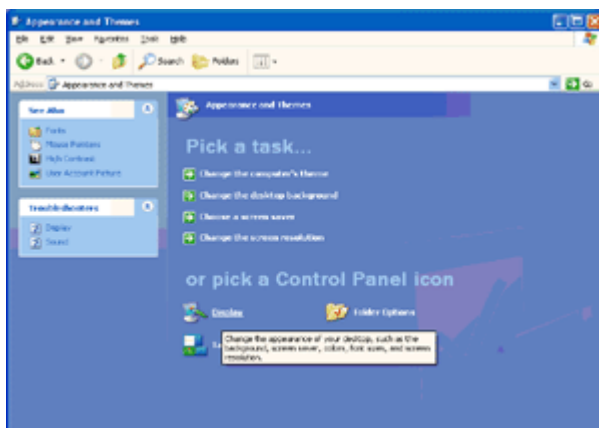 Appearance and Themes
File Edit View Favorites Tools Help
Back Search Folders
Address Appearance and Themes Go
See Also
Fonts
Mouse Pointers
High Contrast
User Account Picture
Troubleshooters
Display
Sound
Appearance and Themes
Pick a task...
Change the computer's theme
Change the desktop background
Choose a screen saver
Change the screen resolution
or pick a Control Panel icon
Display Folder Options
Change the appearance of your desktop, such as the
background, screen saver, colors, font sizes, and screen
resolution.